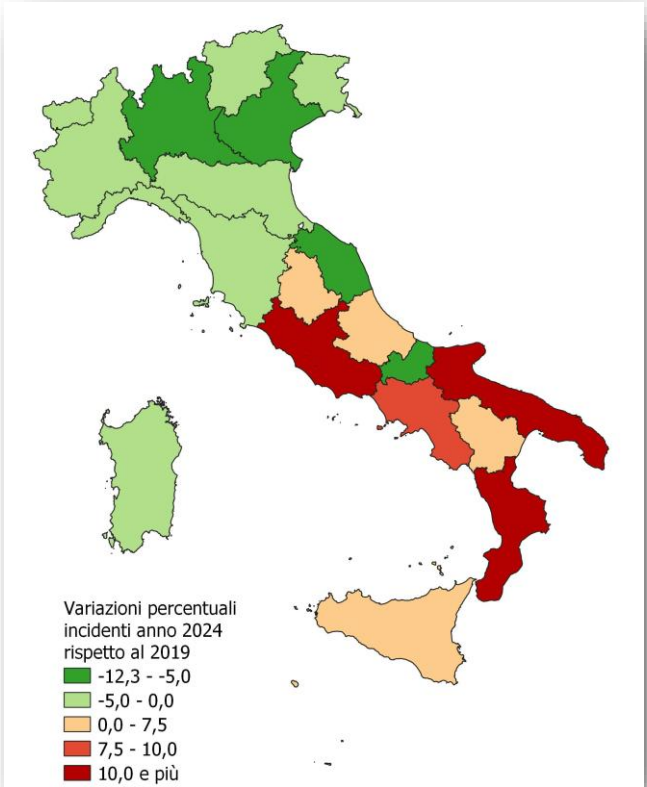 Variazioni percentuali
incidenti anno 2024
rispetto al 2019
-12,3 - -5,0
-5,0 - 0,0
0,0 - 7,5
7,5 - 10,0
10,0 e più